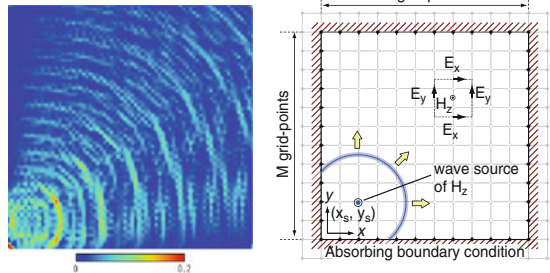 0
0.2
M grid-points
E_x
E_y H_z E_y
E_x
wave source
of H_z
(x_s, y_s)
y
x
Absorbing boundary condition